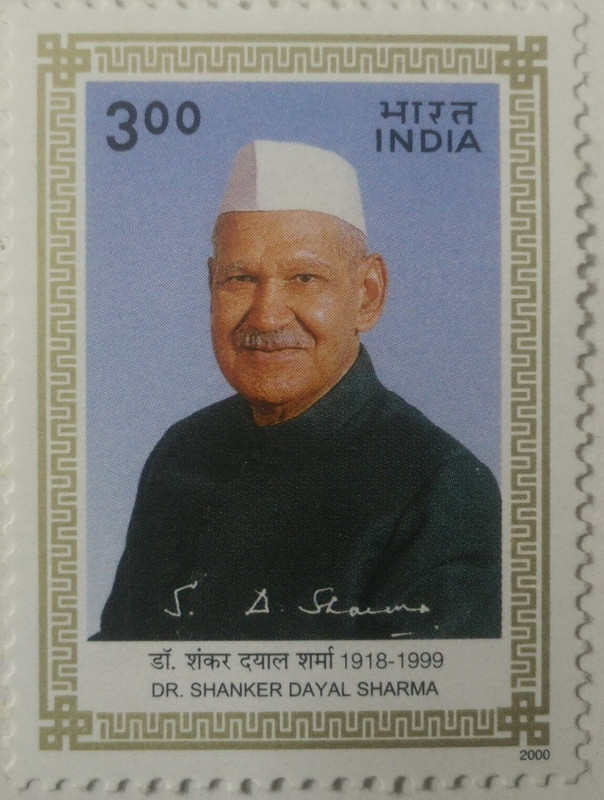 3.00
भारत
INDIA
S. D. Sharma
डॉ. शंकर दयाल शर्मा 1918-1999
DR. SHANKER DAYAL SHARMA
2000